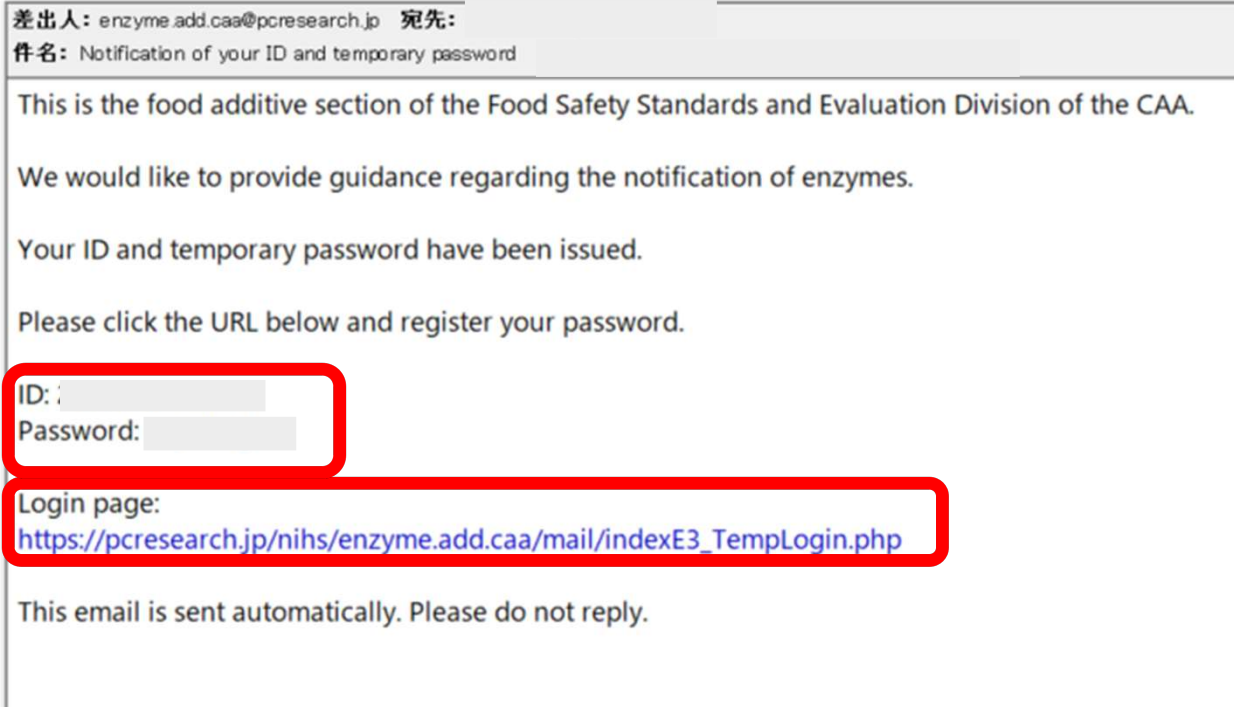 差出人: enzyme.add.caa@pcresearch.jp 宛先:
件名: Notification of your ID and temporary password
This is the food additive section of the Food Safety Standards and Evaluation Division of the CAA.
We would like to provide guidance regarding the notification of enzymes.
Your ID and temporary password have been issued.
Please click the URL below and register your password.
ID:
Password:
Login page:
https://pcresearch.jp/nihs/enzyme.add.caa/mail/indexE3_TempLogin.php
This email is sent automatically. Please do not reply.